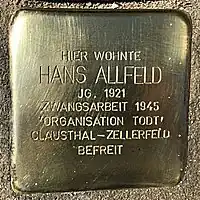 HIER WOHNTE
HANS ALLFELD
JG. 1921
ZWANGSARBEIT 1945
'ORGANISATION TODT'
CLAUSTHAL-ZELLERFELD
BEFREIT